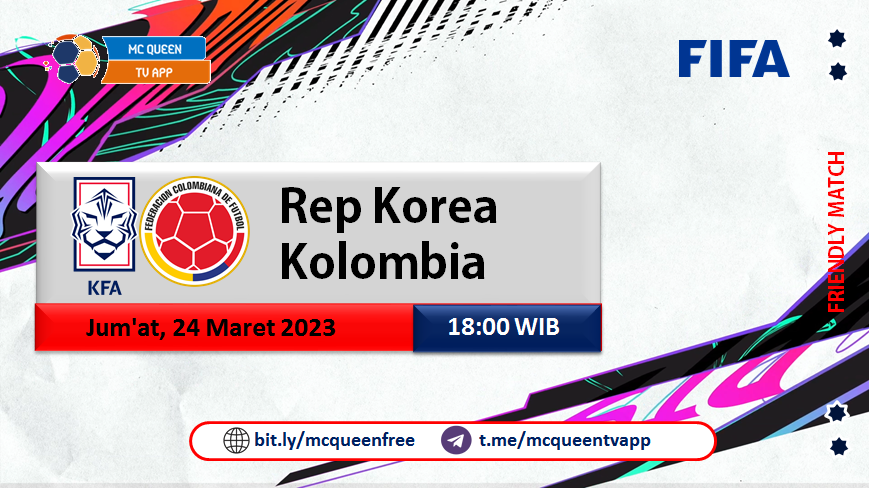 MC QUEEN
TV APP
FIFA
FRIENDLY MATCH
KFA
FEDERACION COLOMBIANA DE FUTBOL
Rep Korea
Kolombia
Jum'at, 24 Maret 2023
18:00 WIB
bit.ly/mcqueenfree
t.me/mcqueentvapp